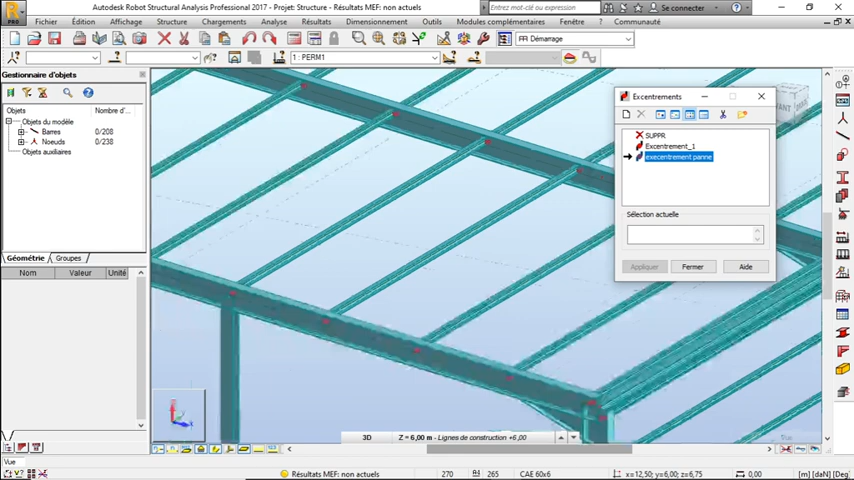 Autodesk Robot Structural Analysis Professional 2017 - Projet: Structure - Résultats MEF: non actuels
Entrez mot-clé ou expression
Se connecter
PRO
Fichier Édition Affichage Structure Chargements Analyse Résultats Dimensionnement Outils Modules complémentaires Fenêtre ? Communauté
Démarrage
1 : PERM1
Gestionnaire d'objets
Objets Nombre d'...
Objets du modèle
Barres 0/208
Noeuds 0/238
Objets auxiliaires
Géométrie Groupes
Nom Valeur Unité
Excentrements
SUPPR
Excentrement_1
execentrement panne
Sélection actuelle
Appliquer Fermer Aide
3D Z = 6,00 m - Lignes de construction +6,00
Vue
Vue
Résultats MEF: non actuels 270 265 CAE 60x6 x=12,50; y=6,00; z=6,75 0,00 [m] [daN] [Deg]